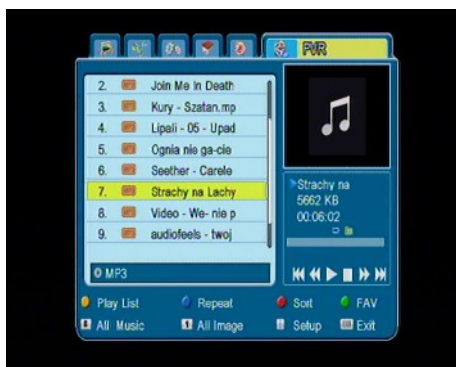 PVR
2. Join Me In Death
3. Kury - Szatan.mp
4. Lipali - 05 - Upad
5. Ognia nie ga-cie
6. Seether - Carele
7. Strachy na Lachy
8. Video - We- nie p
9. audiofeels - twoj
Strachy na
5662 KB
00:06:02
MP3
Play List Repeat Sort FAV
All Music 1 All Image Setup Exit